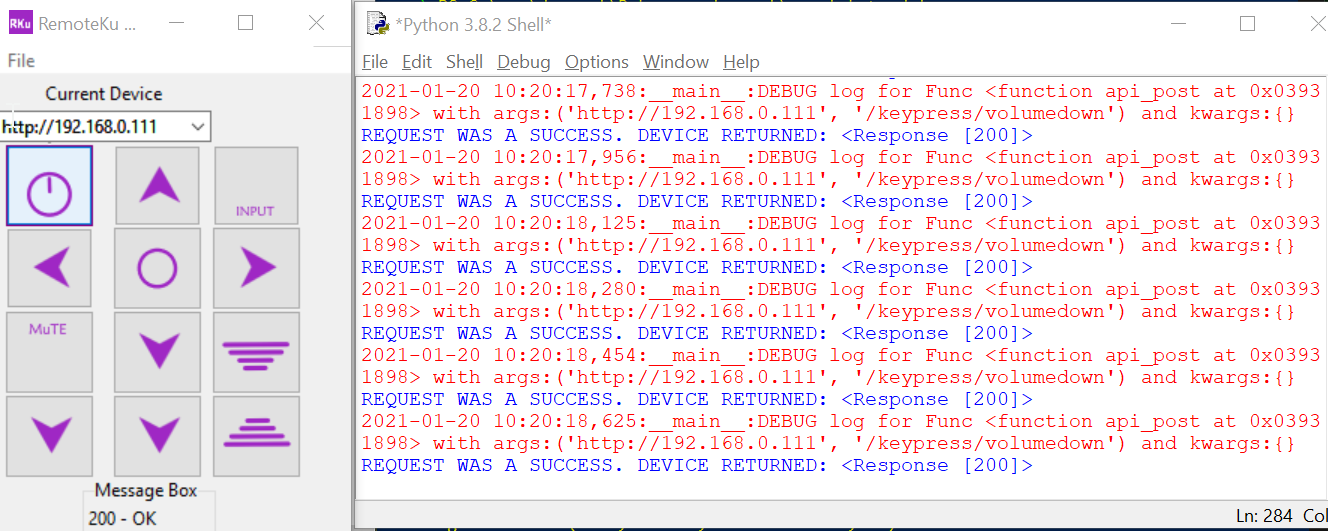 RKu RemoteKu ...
File
Current Device
http://192.168.0.111
INPUT
MuTE
Message Box
200 - OK
*Python 3.8.2 Shell*
File Edit Shell Debug Options Window Help
2021-01-20 10:20:17,738:__main__:DEBUG log for Func <function api_post at 0x0393
1898> with args:('http://192.168.0.111', '/keypress/volumedown') and kwargs:{}
REQUEST WAS A SUCCESS. DEVICE RETURNED: <Response [200]>
2021-01-20 10:20:17,956:__main__:DEBUG log for Func <function api_post at 0x0393
1898> with args:('http://192.168.0.111', '/keypress/volumedown') and kwargs:{}
REQUEST WAS A SUCCESS. DEVICE RETURNED: <Response [200]>
2021-01-20 10:20:18,125:__main__:DEBUG log for Func <function api_post at 0x0393
1898> with args:('http://192.168.0.111', '/keypress/volumedown') and kwargs:{}
REQUEST WAS A SUCCESS. DEVICE RETURNED: <Response [200]>
2021-01-20 10:20:18,280:__main__:DEBUG log for Func <function api_post at 0x0393
1898> with args:('http://192.168.0.111', '/keypress/volumedown') and kwargs:{}
REQUEST WAS A SUCCESS. DEVICE RETURNED: <Response [200]>
2021-01-20 10:20:18,454:__main__:DEBUG log for Func <function api_post at 0x0393
1898> with args:('http://192.168.0.111', '/keypress/volumedown') and kwargs:{}
REQUEST WAS A SUCCESS. DEVICE RETURNED: <Response [200]>
2021-01-20 10:20:18,625:__main__:DEBUG log for Func <function api_post at 0x0393
1898> with args:('http://192.168.0.111', '/keypress/volumedown') and kwargs:{}
REQUEST WAS A SUCCESS. DEVICE RETURNED: <Response [200]>
Ln: 284 Col